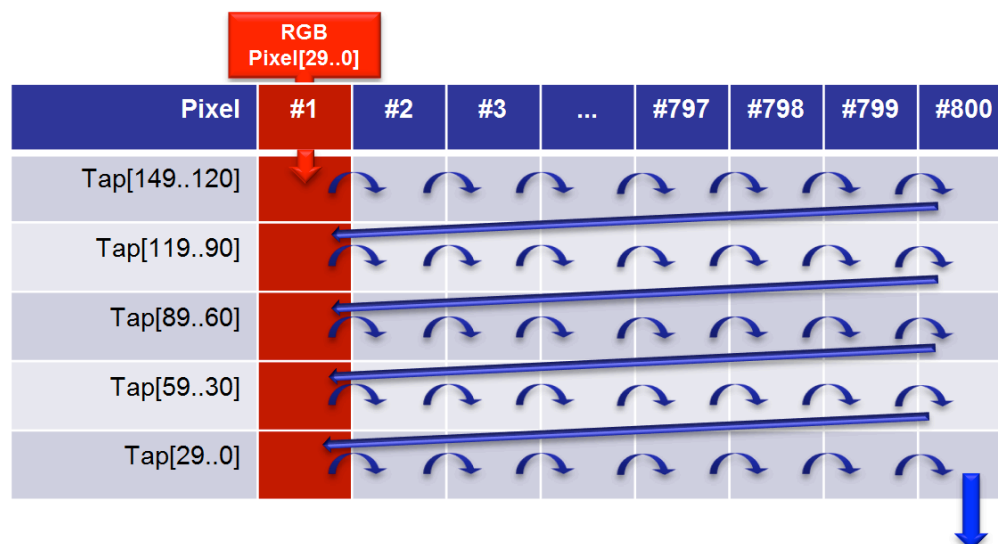 RGB
Pixel[29..0]
Pixel #1 #2 #3 ... #797 #798 #799 #800
Tap[149..120]
Tap[119..90]
Tap[89..60]
Tap[59..30]
Tap[29..0]